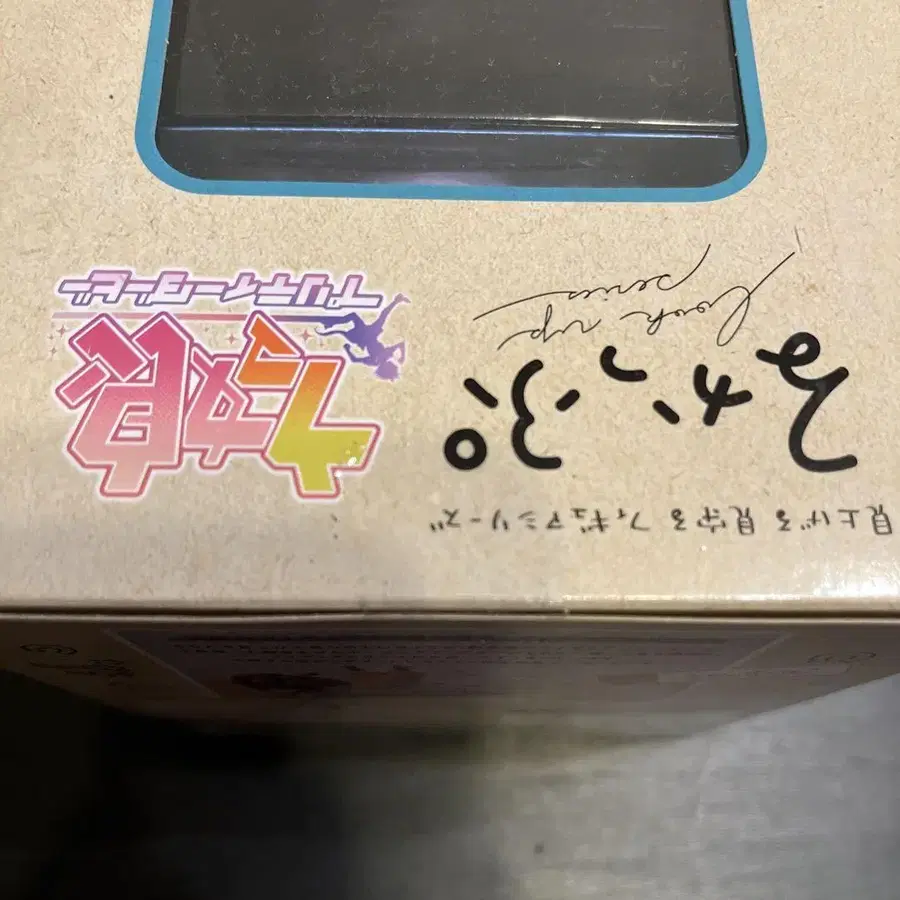 見上げる 見守る フィギュアシリーズ
るかっぷ
look up
series
ウマ娘
プリティーダービー